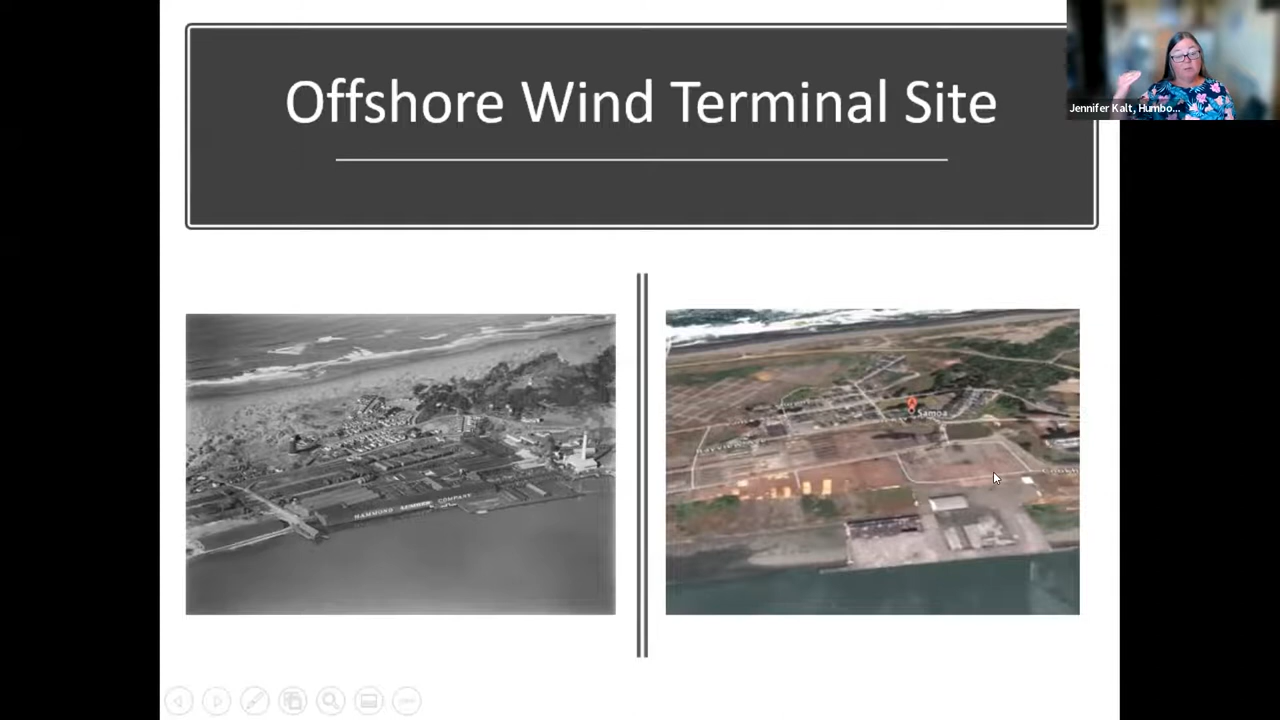 Offshore Wind Terminal Site
Jennifer Kalt, Humbo...
HAMMOND LUMBER COMPANY
Samoa